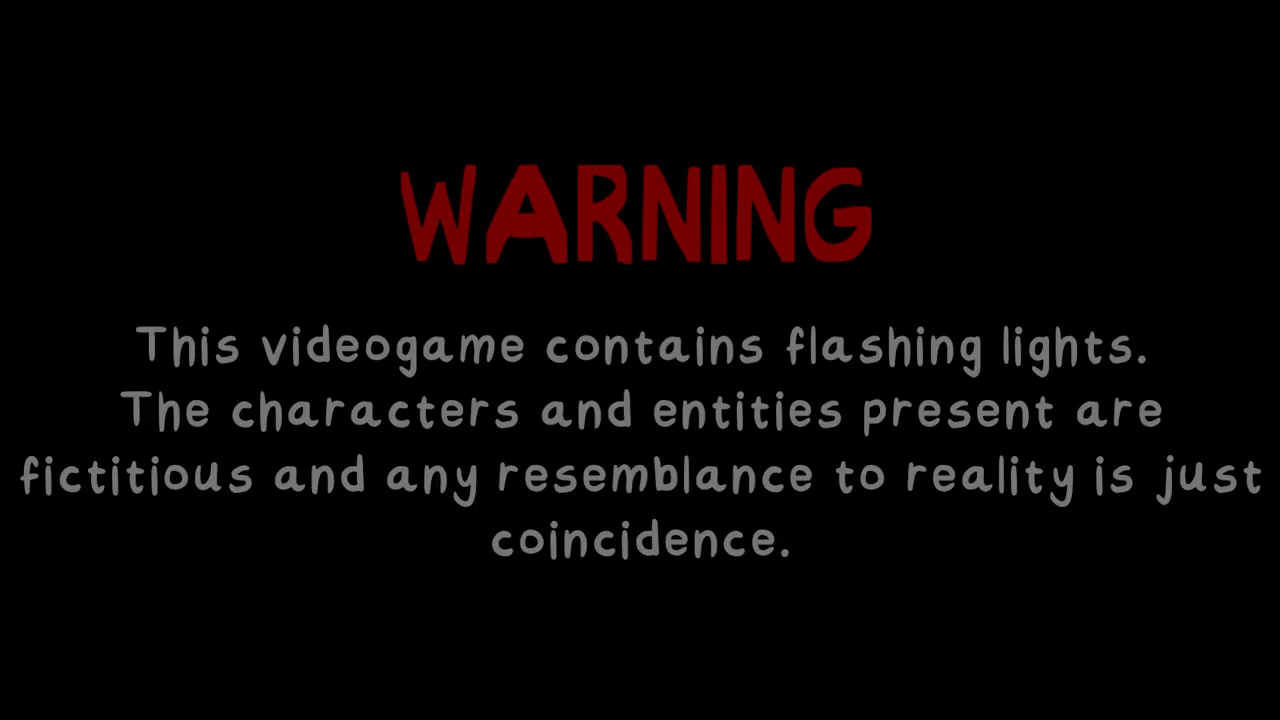 WARNING
This videogame contains flashing lights.
The characters and entities present are
fictitious and any resemblance to reality is just
coincidence.